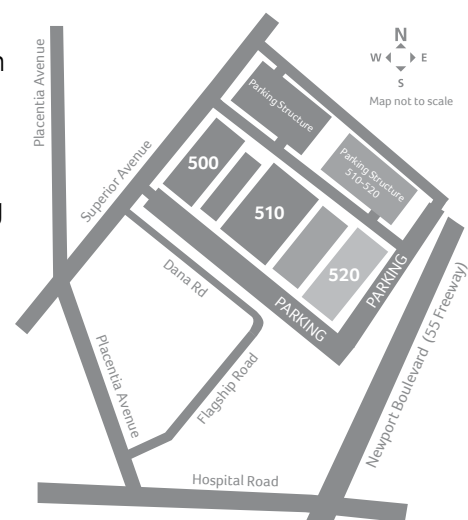 N
W E
S
Map not to scale
Placentia Avenue
Superior Avenue
Parking Structure
Parking Structure
510-520
500
510
520
PARKING
PARKING
Dana Rd
Flagship Road
Placentia Avenue
Newport Boulevard (55 Freeway)
Hospital Road